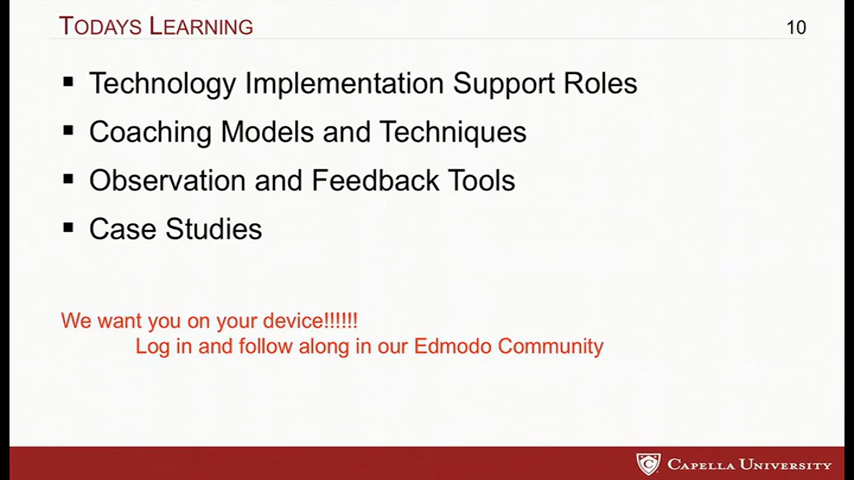 TODAYS LEARNING
10
▪ Technology Implementation Support Roles
▪ Coaching Models and Techniques
▪ Observation and Feedback Tools
▪ Case Studies
We want you on your device!!!!!!
Log in and follow along in our Edmodo Community
CAPELLA UNIVERSITY